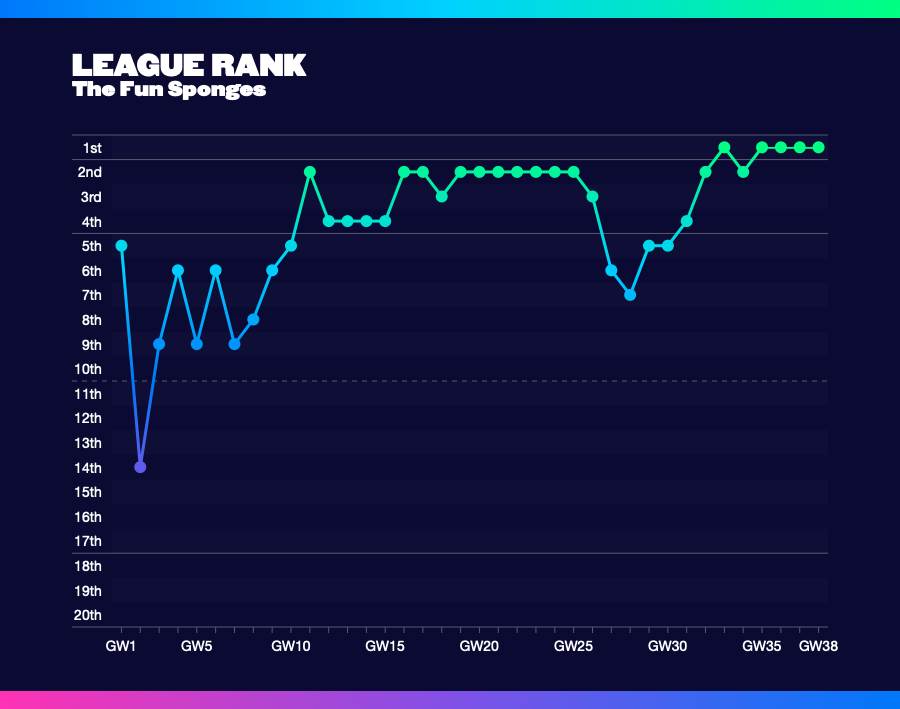 LEAGUE RANK
The Fun Sponges
1st
2nd
3rd
4th
5th
6th
7th
8th
9th
10th
11th
12th
13th
14th
15th
16th
17th
18th
19th
20th
GW1 GW5 GW10 GW15 GW20 GW25 GW30 GW35 GW38